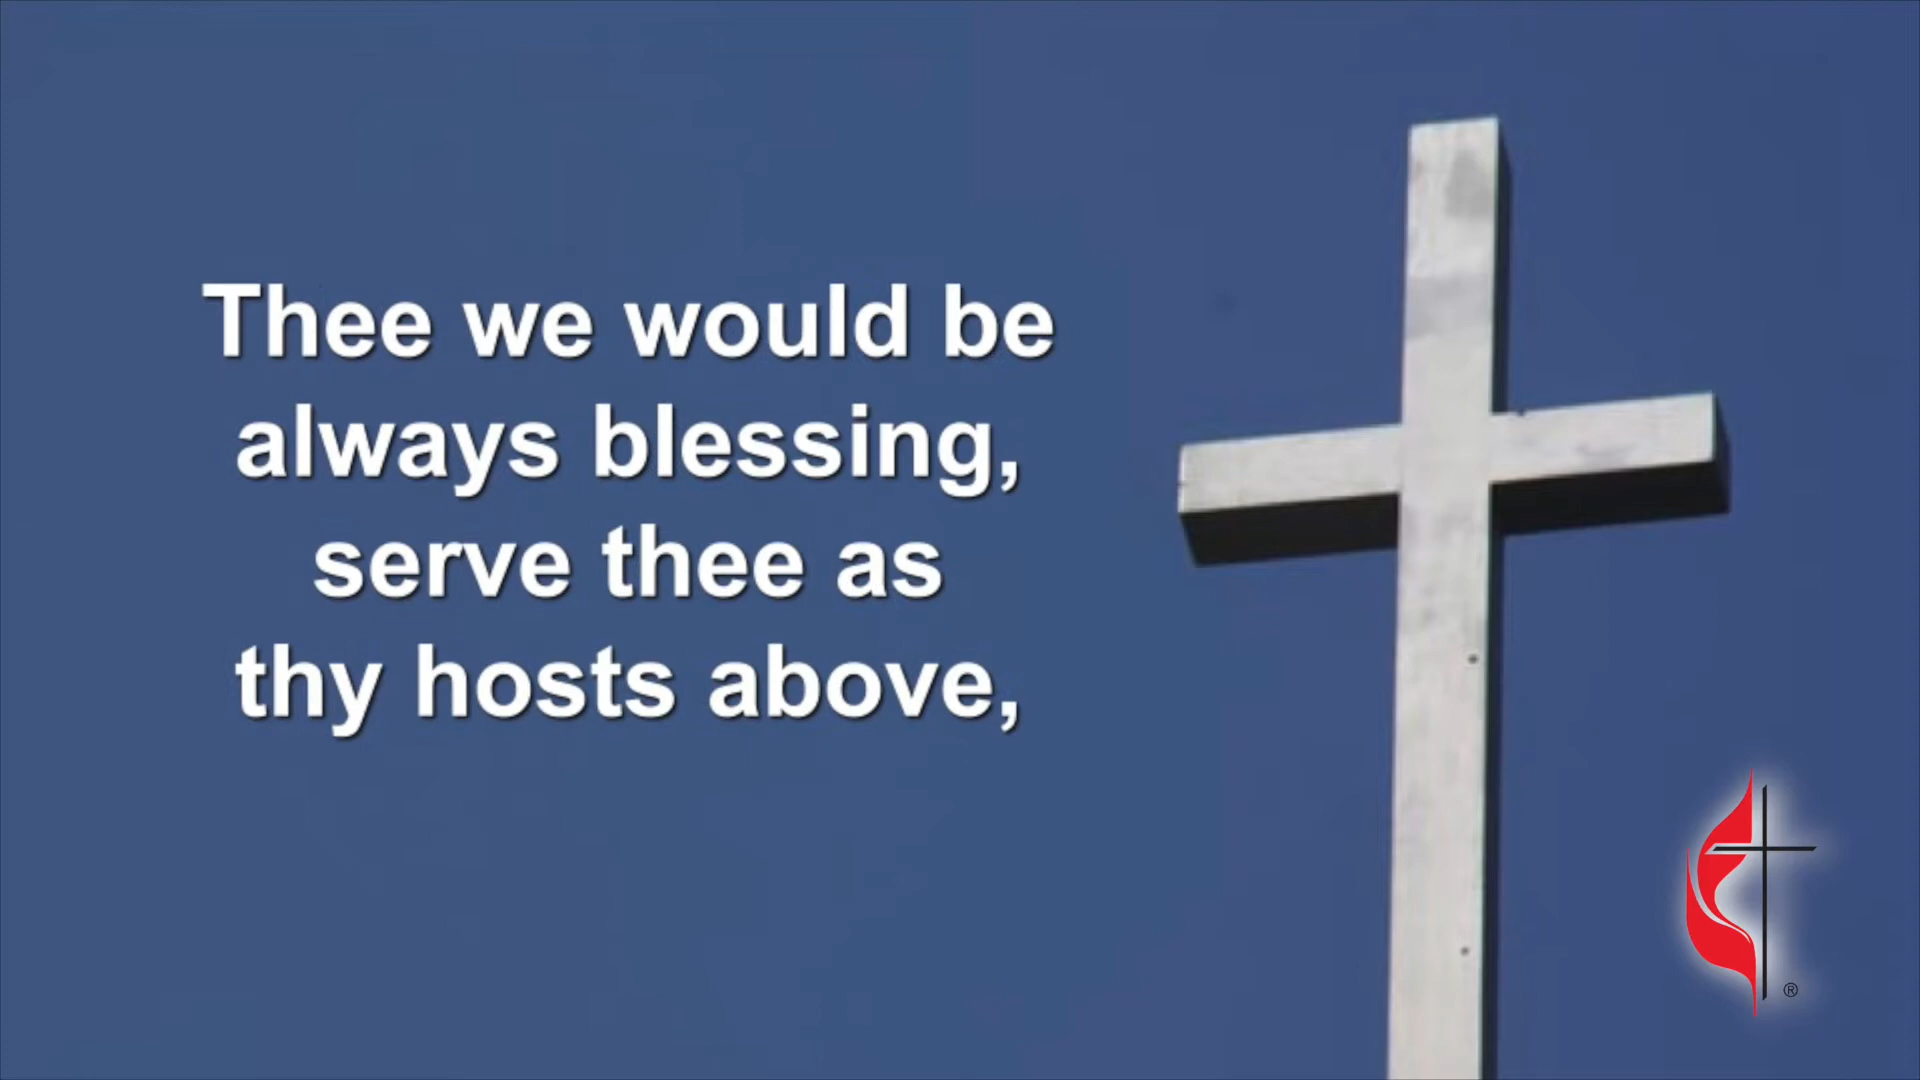 Thee we would be
always blessing,
serve thee as
thy hosts above,
®